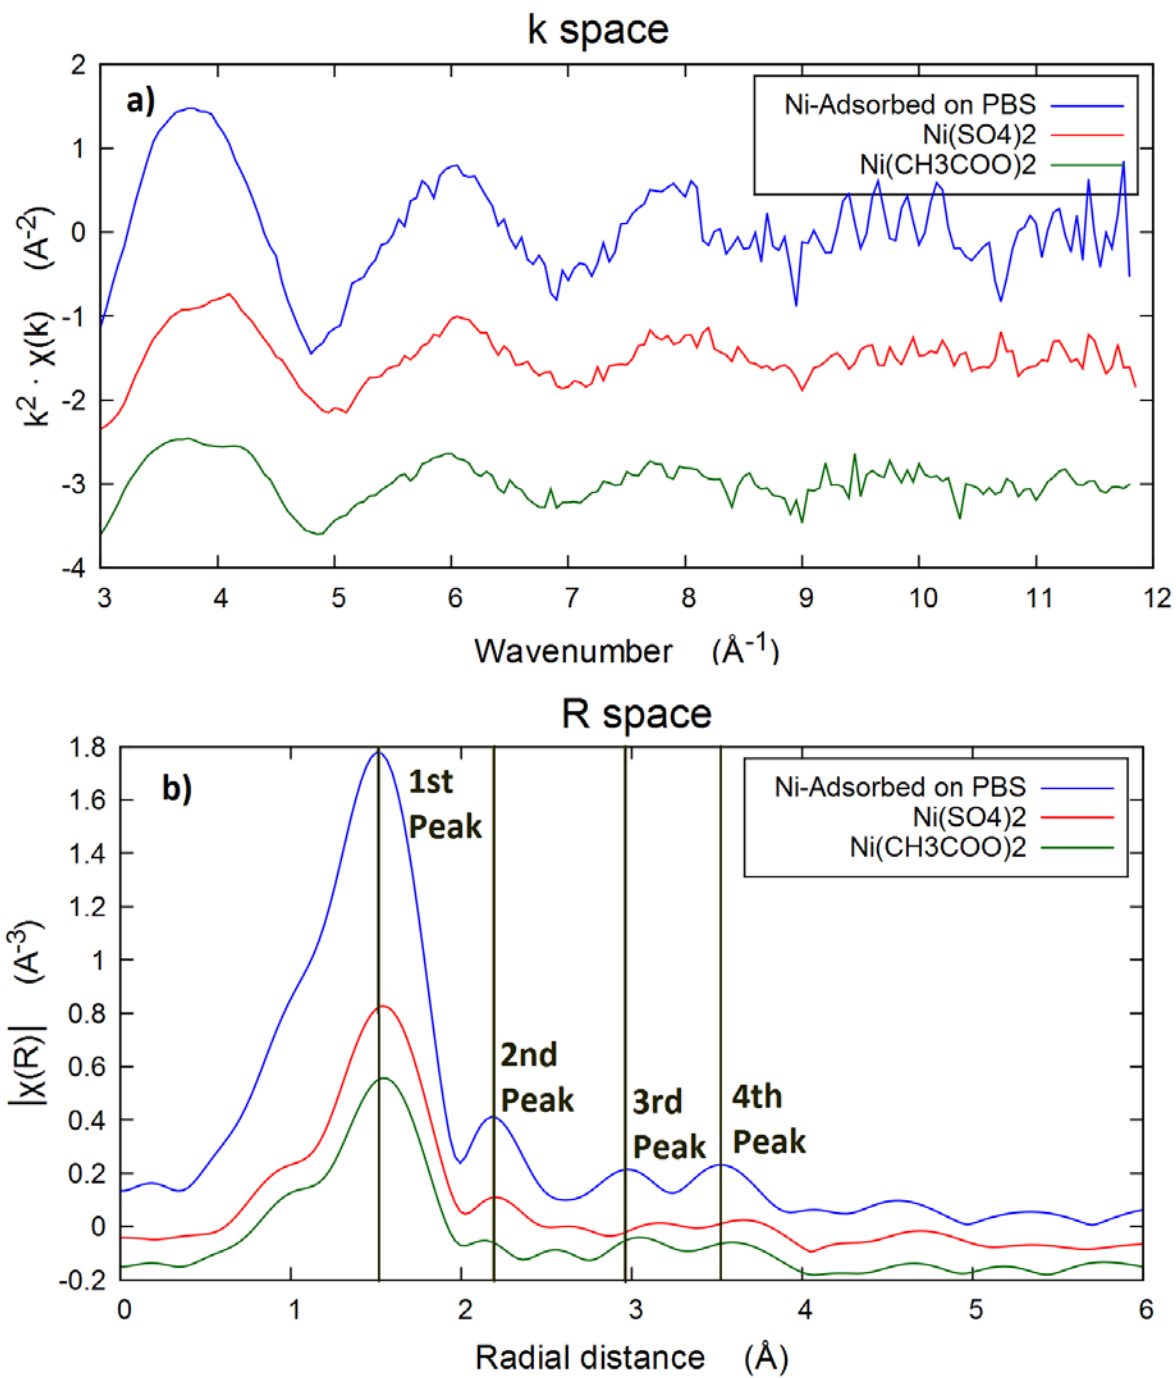 k space
a)
Ni-Adsorbed on PBS
Ni(SO4)2
Ni(CH3COO)2
2
1
0
-1
-2
-3
-4
k² · χ(k) (A⁻²)
3 4 5 6 7 8 9 10 11 12
Wavenumber (Å⁻¹)
R space
b)
Ni-Adsorbed on PBS
Ni(SO4)2
Ni(CH3COO)2
1st
Peak
2nd
Peak
3rd
Peak
4th
Peak
1.8
1.6
1.4
1.2
1
0.8
0.6
0.4
0.2
0
-0.2
|χ(R)| (A⁻³)
0 1 2 3 4 5 6
Radial distance (Å)